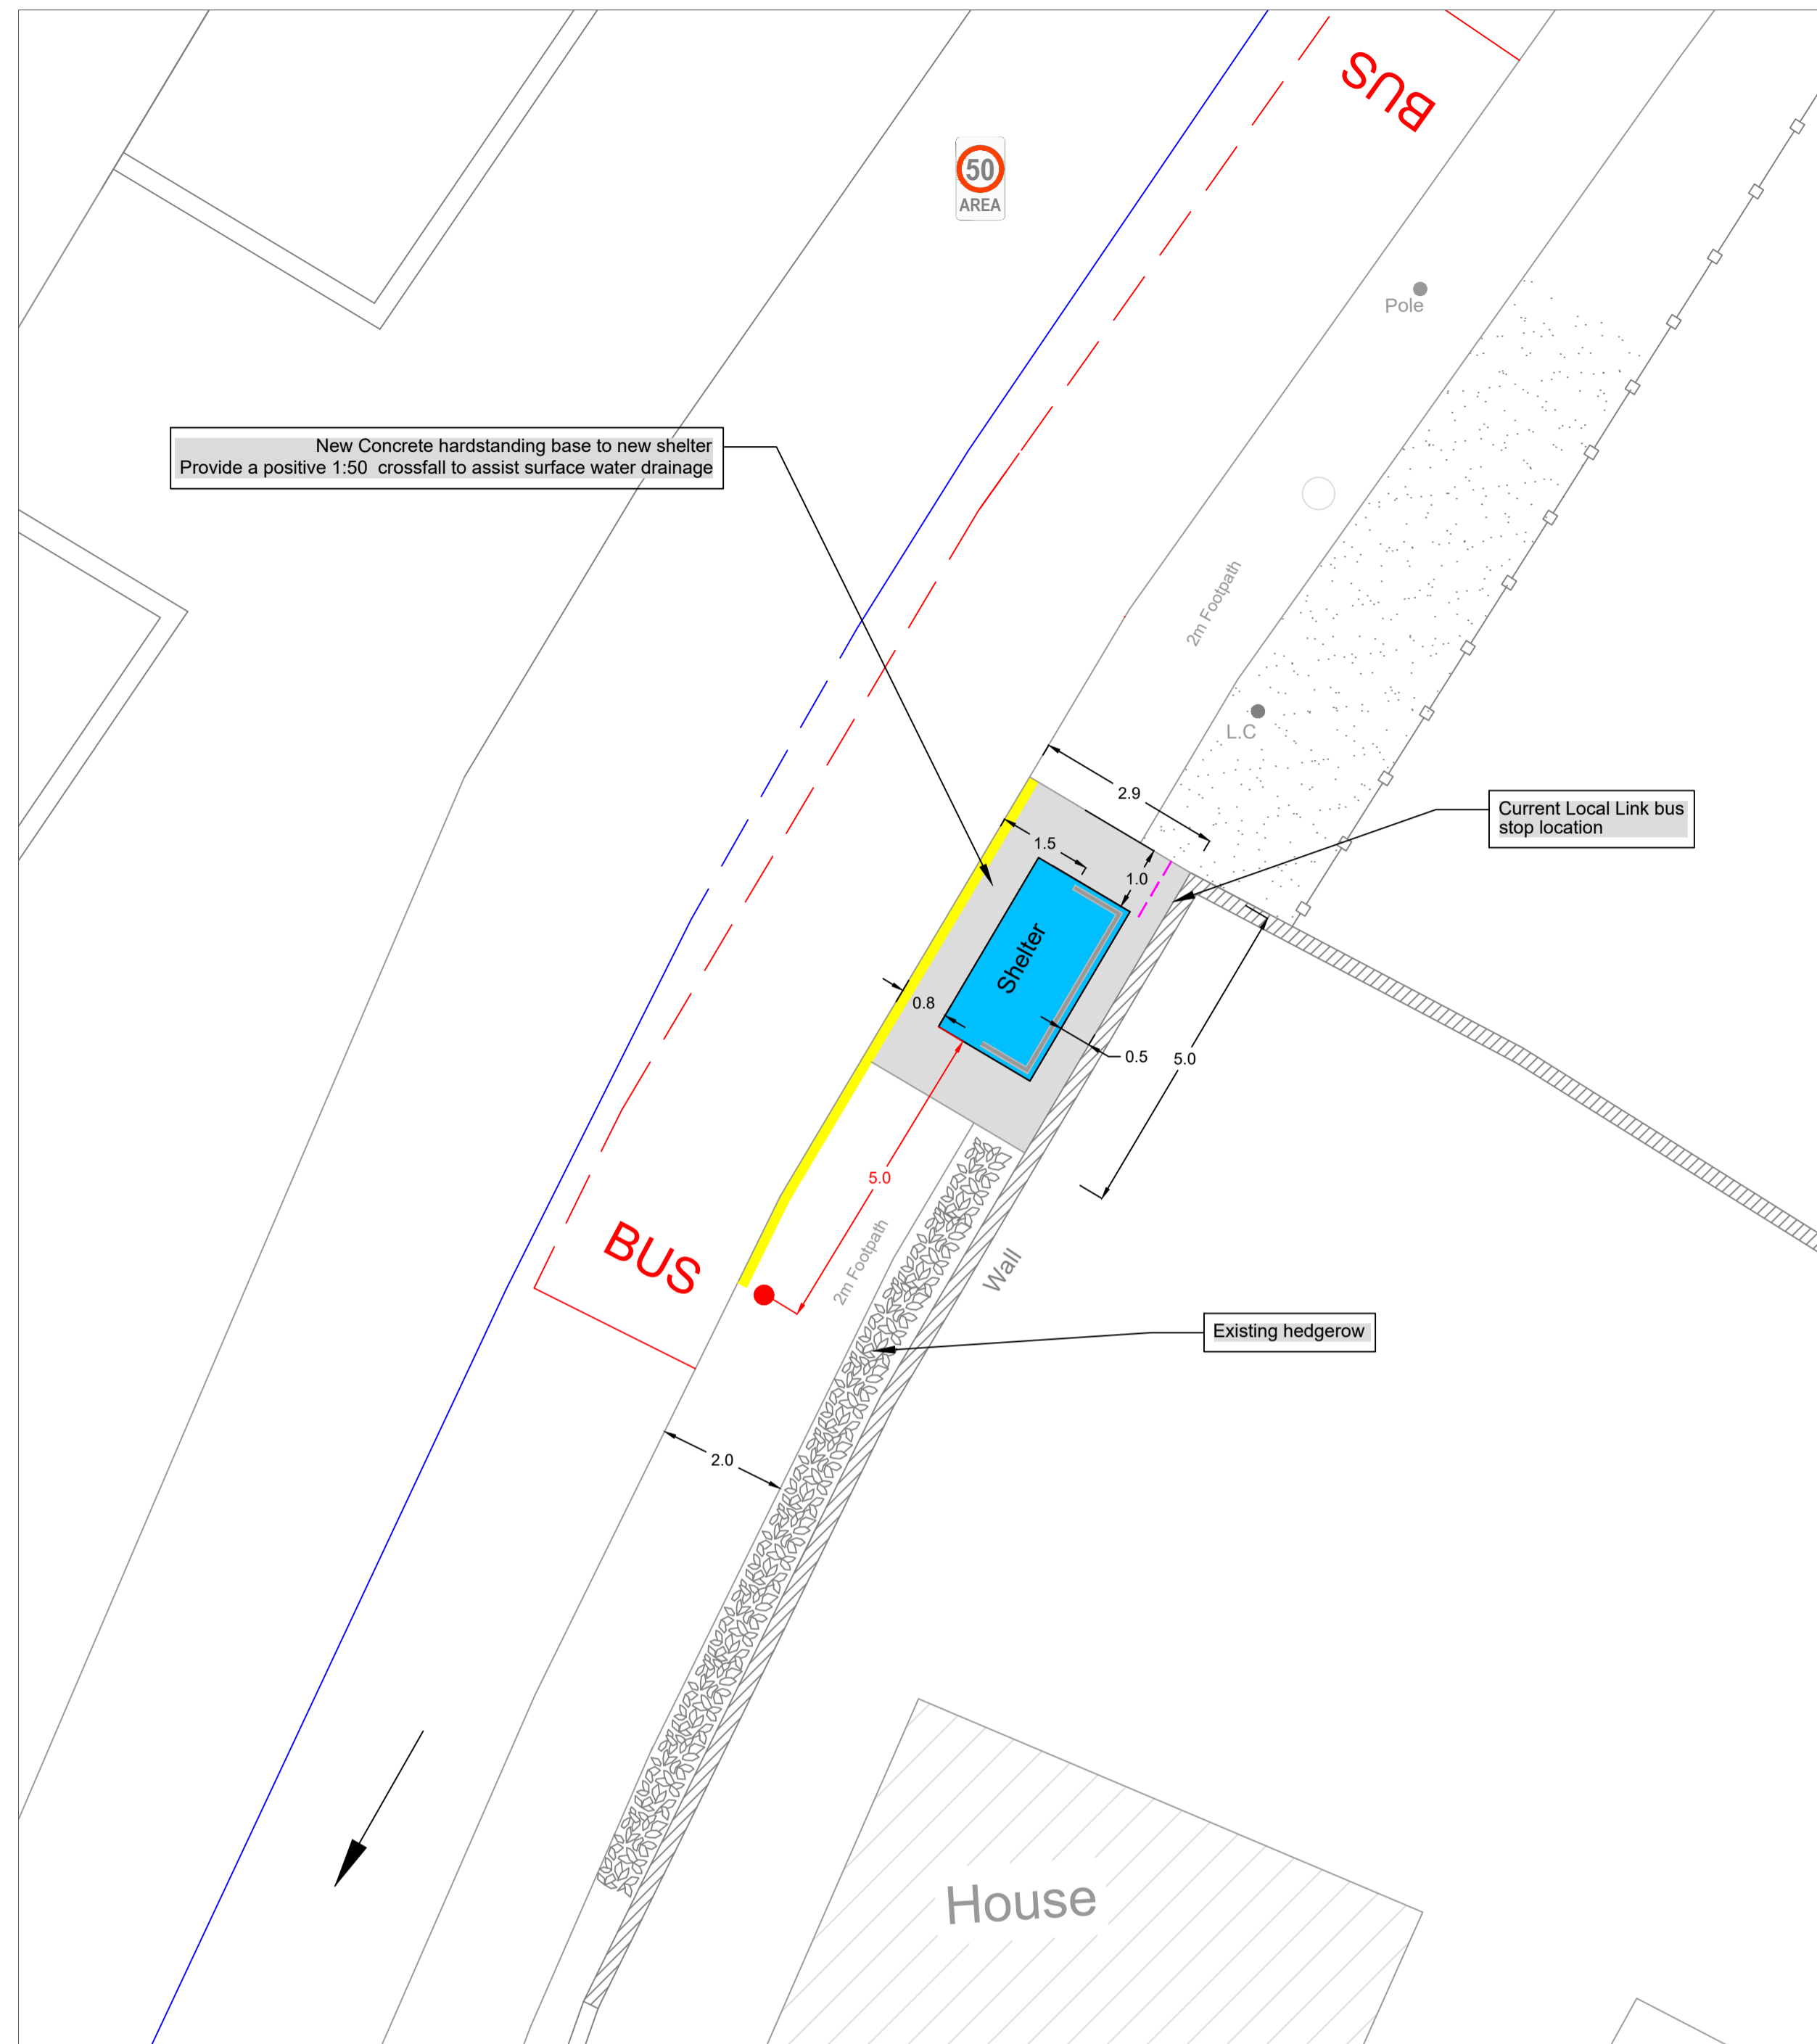 BUS
50
AREA
Pole
New Concrete hardstanding base to new shelter
Provide a positive 1:50 crossfall to assist surface water drainage
2m Footpath
L.C
2.9
Current Local Link bus
stop location
1.5
1.0
Shelter
0.8
0.5
5.0
5.0
BUS
2m Footpath
Wall
Existing hedgerow
2.0
House